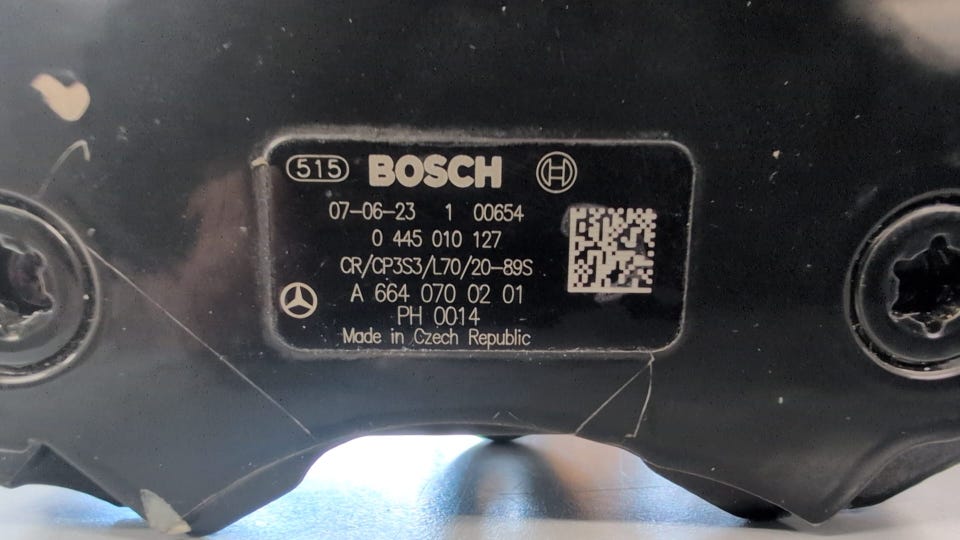 515 BOSCH
07-06-23 1 00654
0 445 010 127
CR/CP3S3/L70/20-89S
A 664 070 02 01
PH 0014
Made in Czech Republic